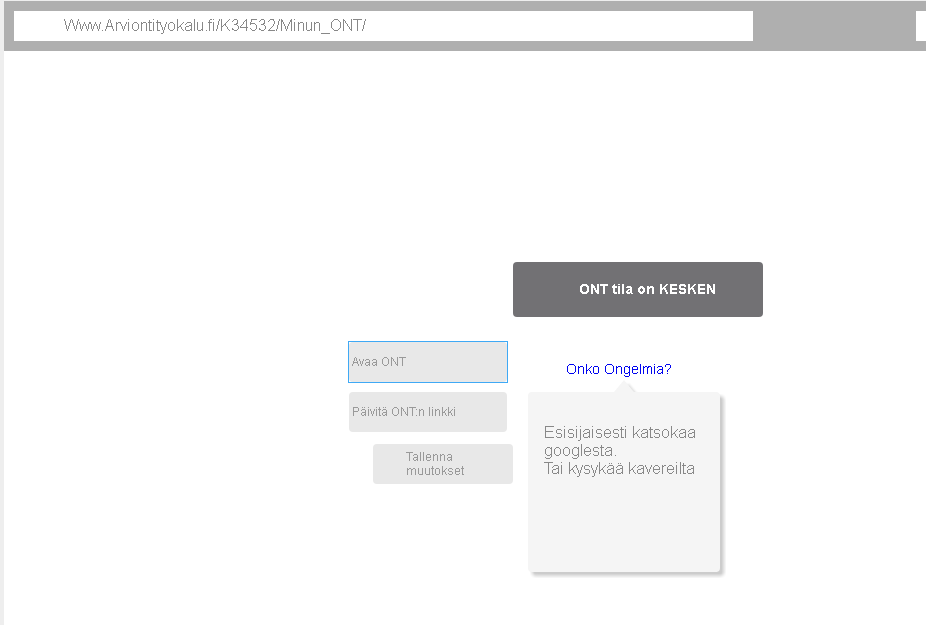 Www.Arviontityokalu.fi/K34532/Minun_ONT/
ONT tila on KESKEN
Avaa ONT
Onko Ongelmia?
Päivitä ONT:n linkki
Tallenna
muutokset
Esisijaisesti katsokaa
googlesta.
Tai kysykää kavereilta